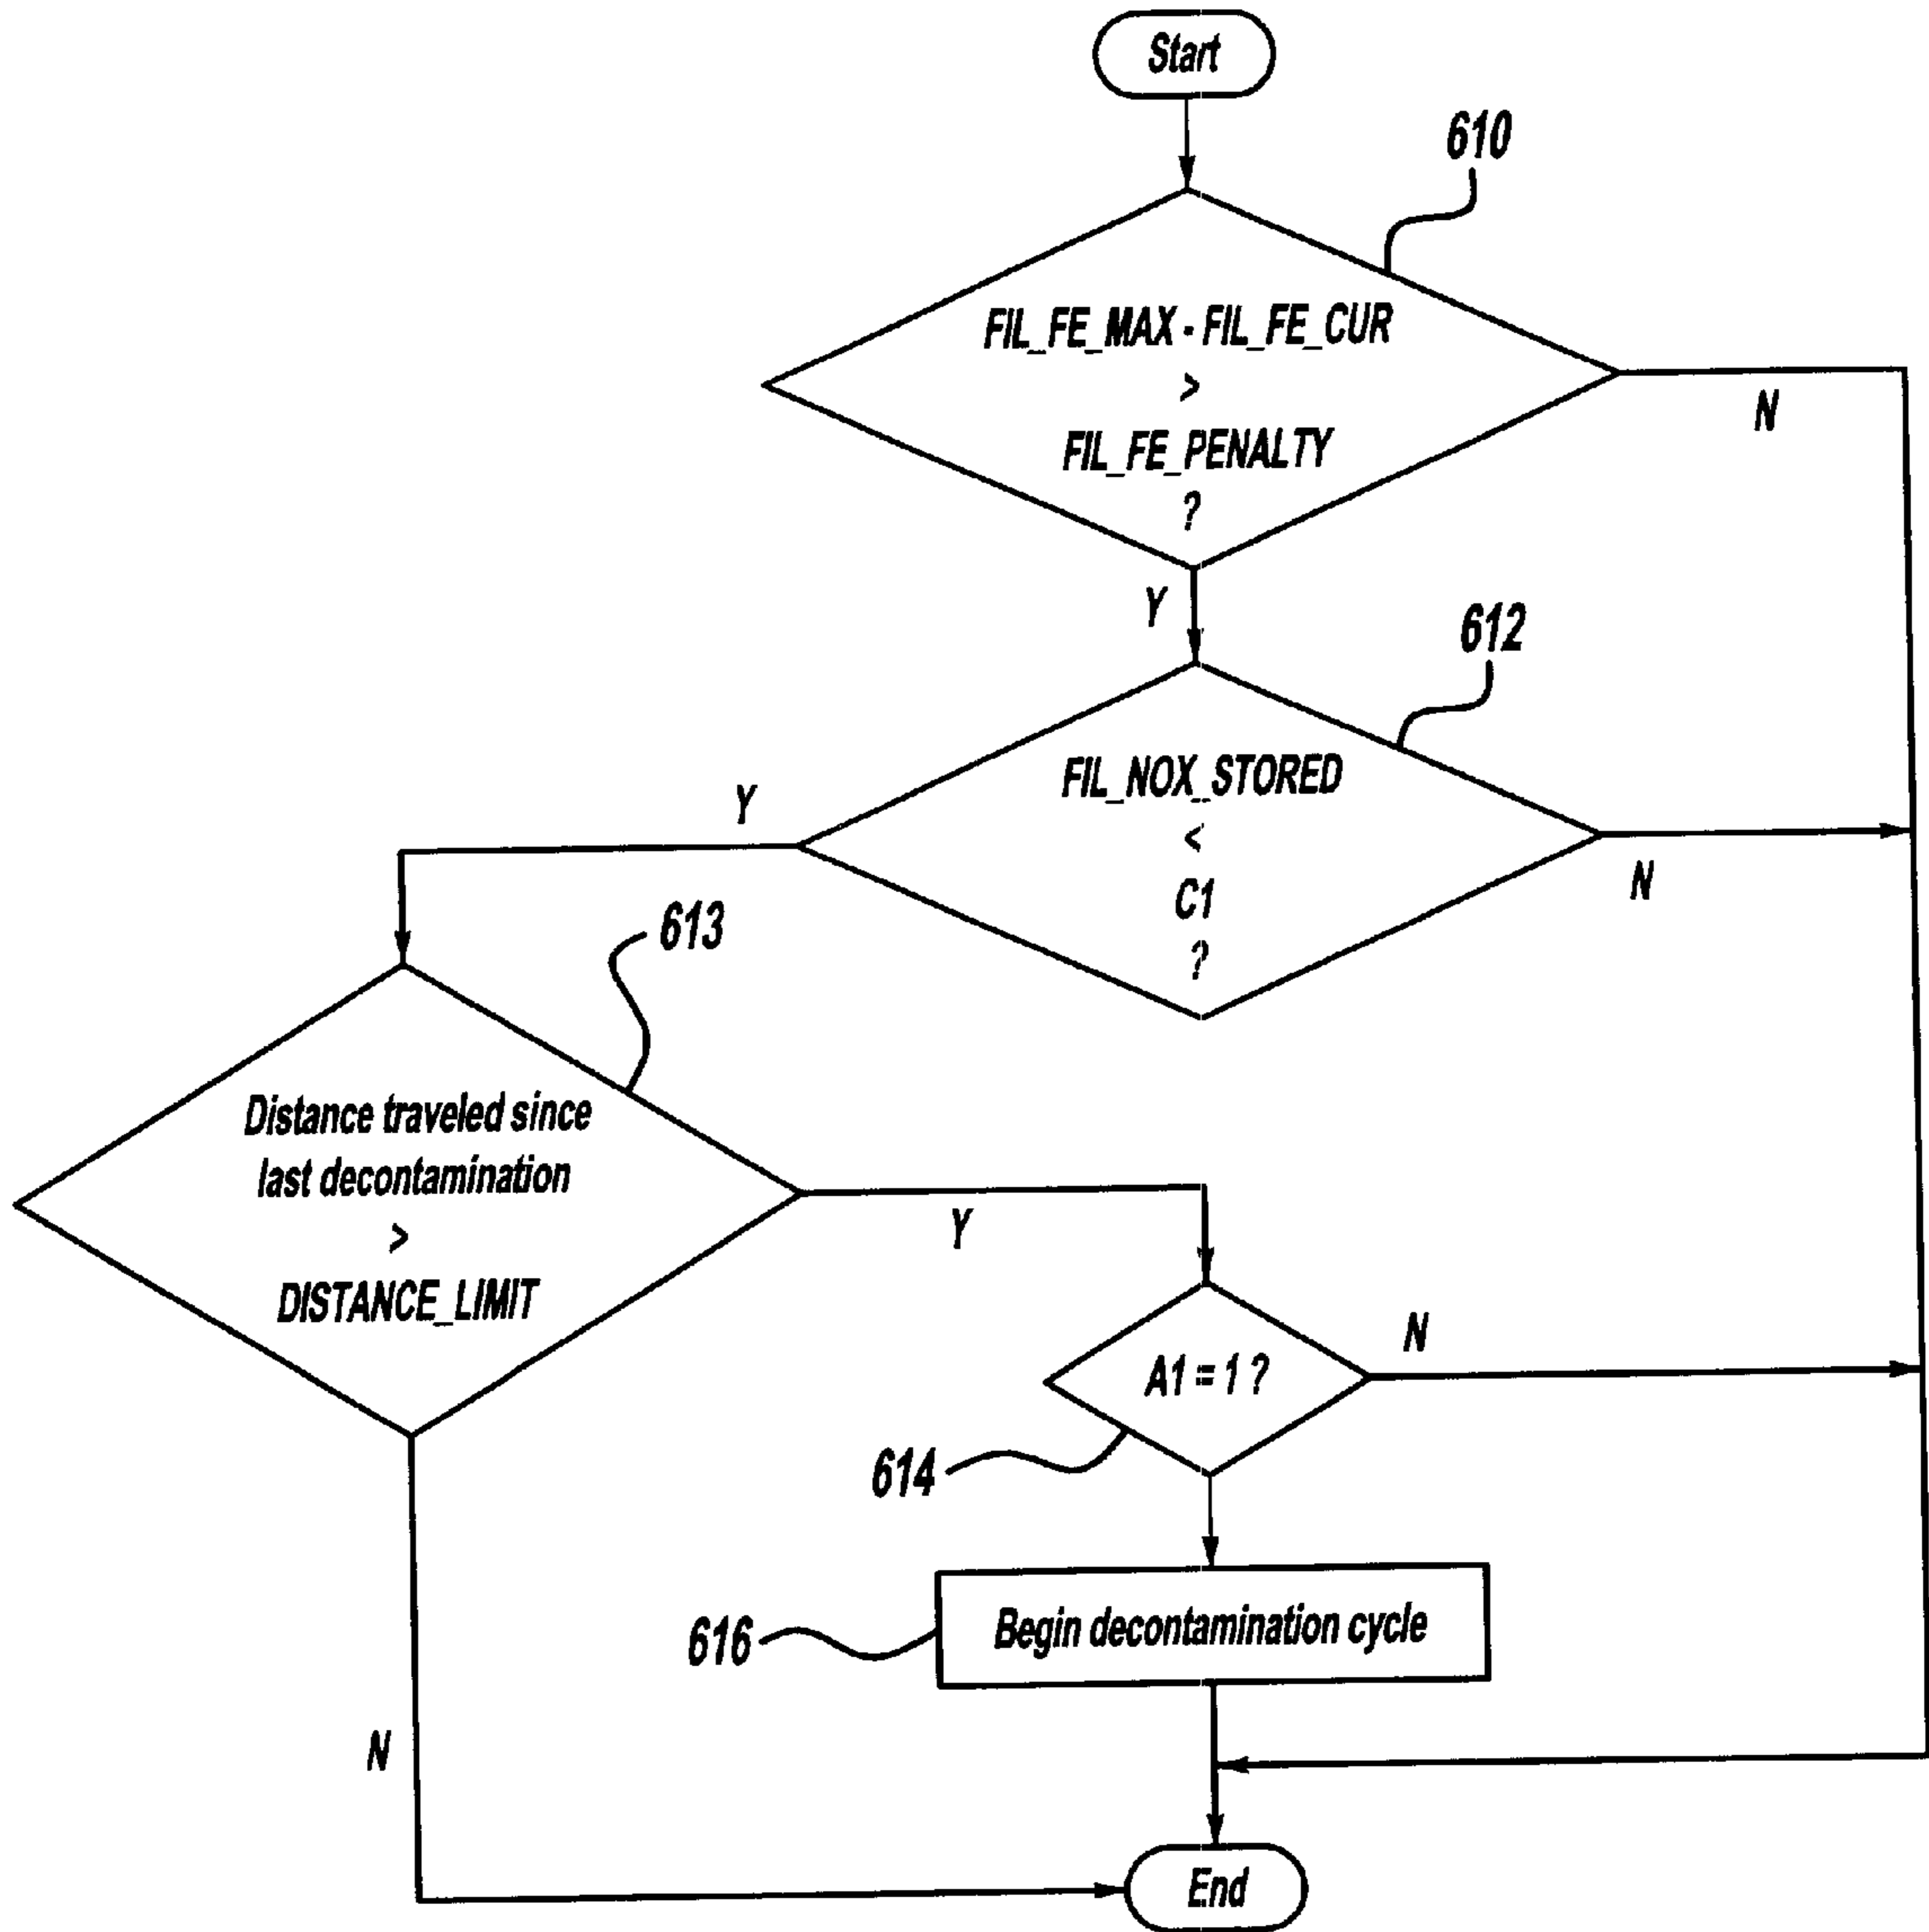 Start
610
FIL_FE_MAX - FIL_FE_CUR
>
FIL_FE_PENALTY
?
N
Y
612
FIL_NOX_STORED
<
C1
?
Y
N
613
Distance traveled since
last decontamination
>
DISTANCE_LIMIT
Y
A1 = 1 ?
N
614
Begin decontamination cycle
616
N
End